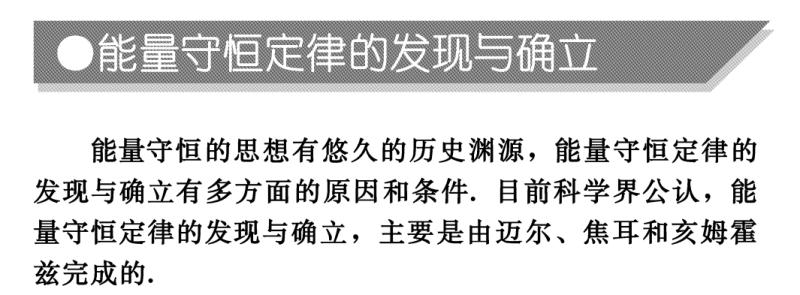 ●能量守恒定律的发现与确立
能量守恒的思想有悠久的历史渊源，能量守恒定律的
发现与确立有多方面的原因和条件. 目前科学界公认，能
量守恒定律的发现与确立，主要是由迈尔、焦耳和亥姆霍
兹完成的.